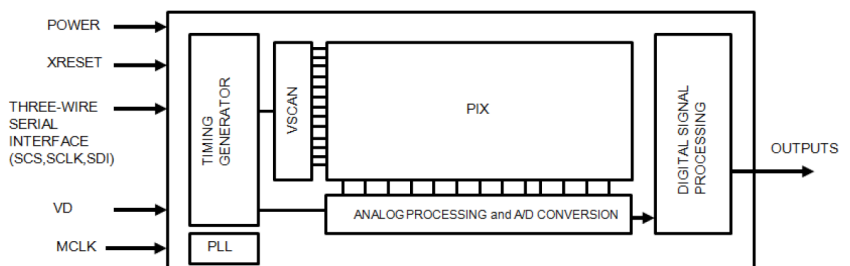 POWER
XRESET
THREE-WIRE
SERIAL
INTERFACE
(SCS,SCLK,SDI)
VD
MCLK
TIMING
GENERATOR
PLL
VSCAN
PIX
ANALOG PROCESSING and A/D CONVERSION
DIGITAL SIGNAL
PROCESSING
OUTPUTS